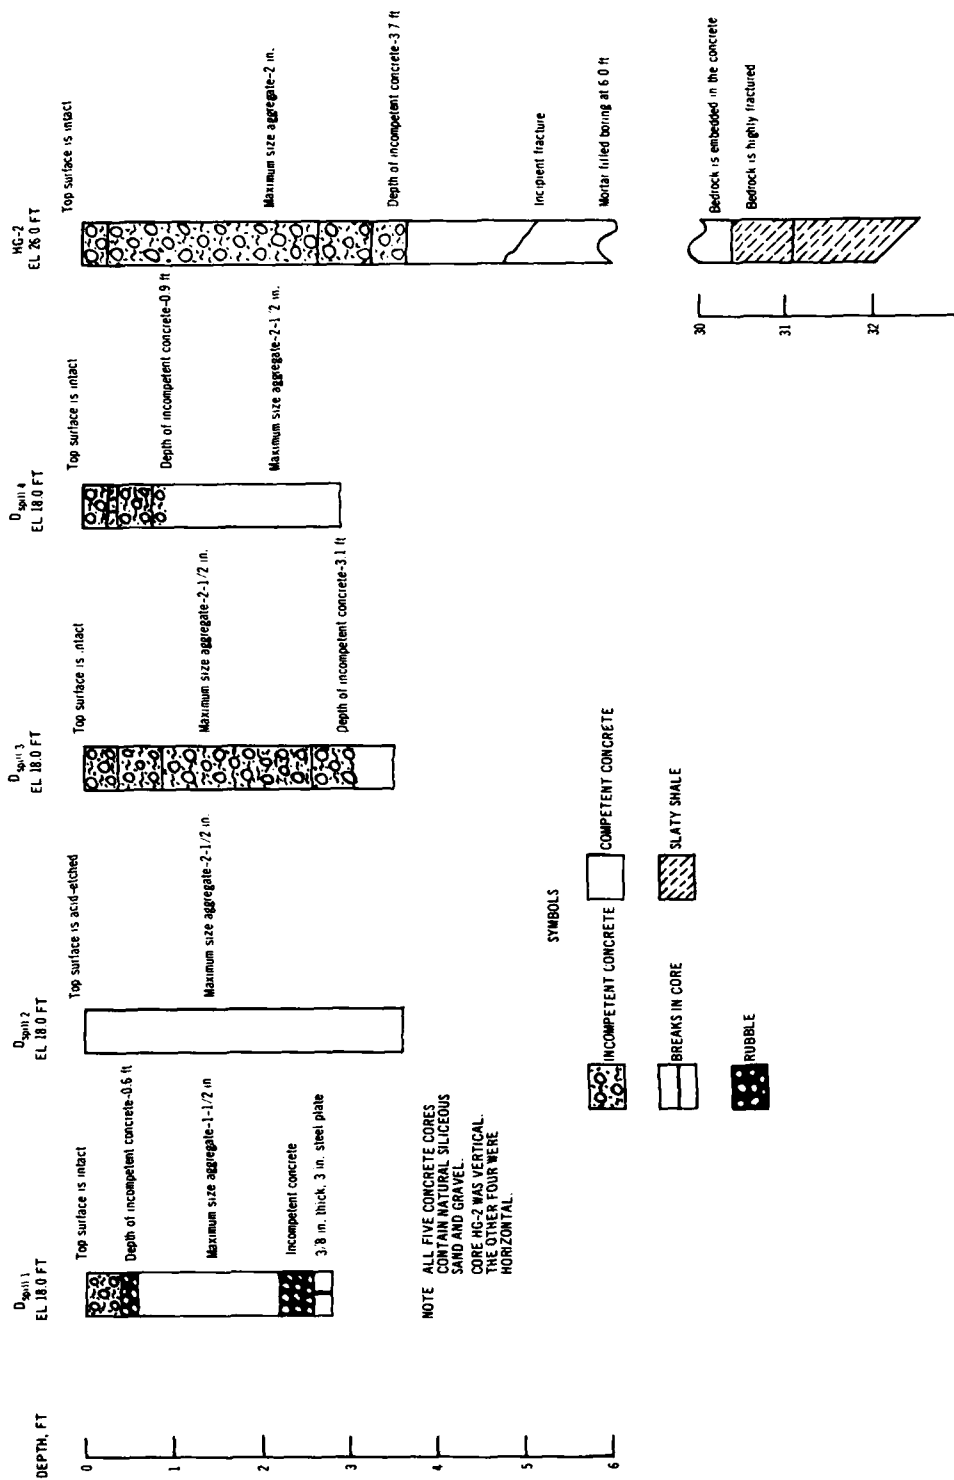 DEPTH, FT
0
1
2
3
4
5
6
D spill 1
EL 18.0 FT
Top surface is intact
Depth of incompetent concrete-0.6 ft
Maximum size aggregate-1-1/2 in
Incompetent concrete
3/8 in. thick, 3 in. steel plate
D spill 2
EL 18.0 FT
Top surface is acid-etched
Maximum size aggregate-2-1/2 in.
D spill 3
EL 18.0 FT
Top surface is intact
Maximum size aggregate-2-1/2 in.
Depth of incompetent concrete-3.1 ft
D spill 4
EL 18.0 FT
Top surface is intact
Depth of incompetent concrete-0.9 ft
Maximum size aggregate-2-1/2 in.
HG-2
EL 26.0 FT
Top surface is intact
Maximum size aggregate-2 in.
Depth of incompetent concrete-3.7 ft
Incipient fracture
Mortar filled boring at 6.0 ft
Bedrock is embedded in the concrete
Bedrock is highly fractured
30
31
32
NOTE ALL FIVE CONCRETE CORES
CONTAIN NATURAL SILICEOUS
SAND AND GRAVEL.
CORE HG-2 WAS VERTICAL.
THE OTHER FOUR WERE
HORIZONTAL.
SYMBOLS
INCOMPETENT CONCRETE
COMPETENT CONCRETE
BREAKS IN CORE
SLATY SHALE
RUBBLE